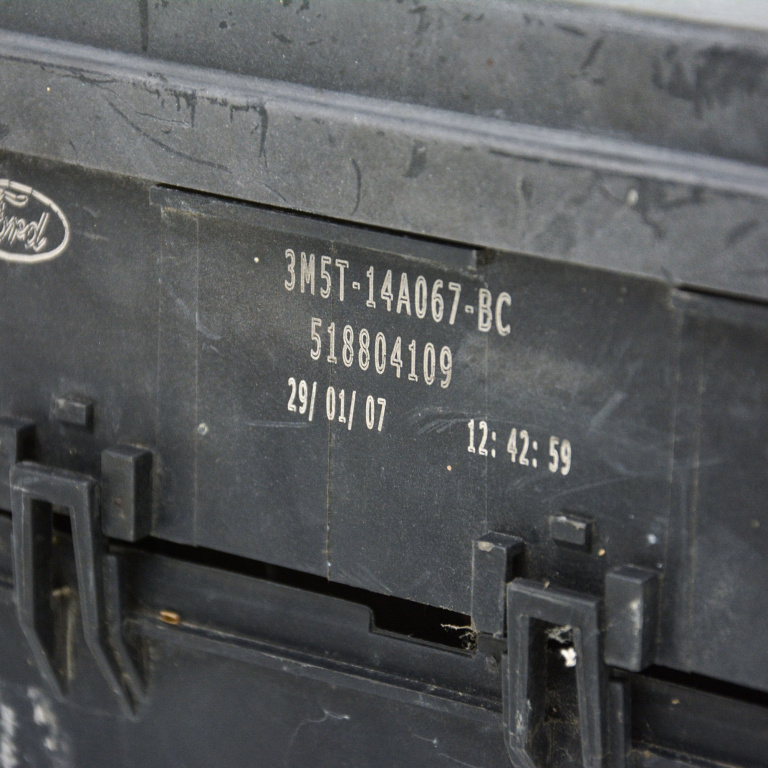 Ford
3M5T-14A067-BC
518804109
29/ 01/ 07
12: 42: 59